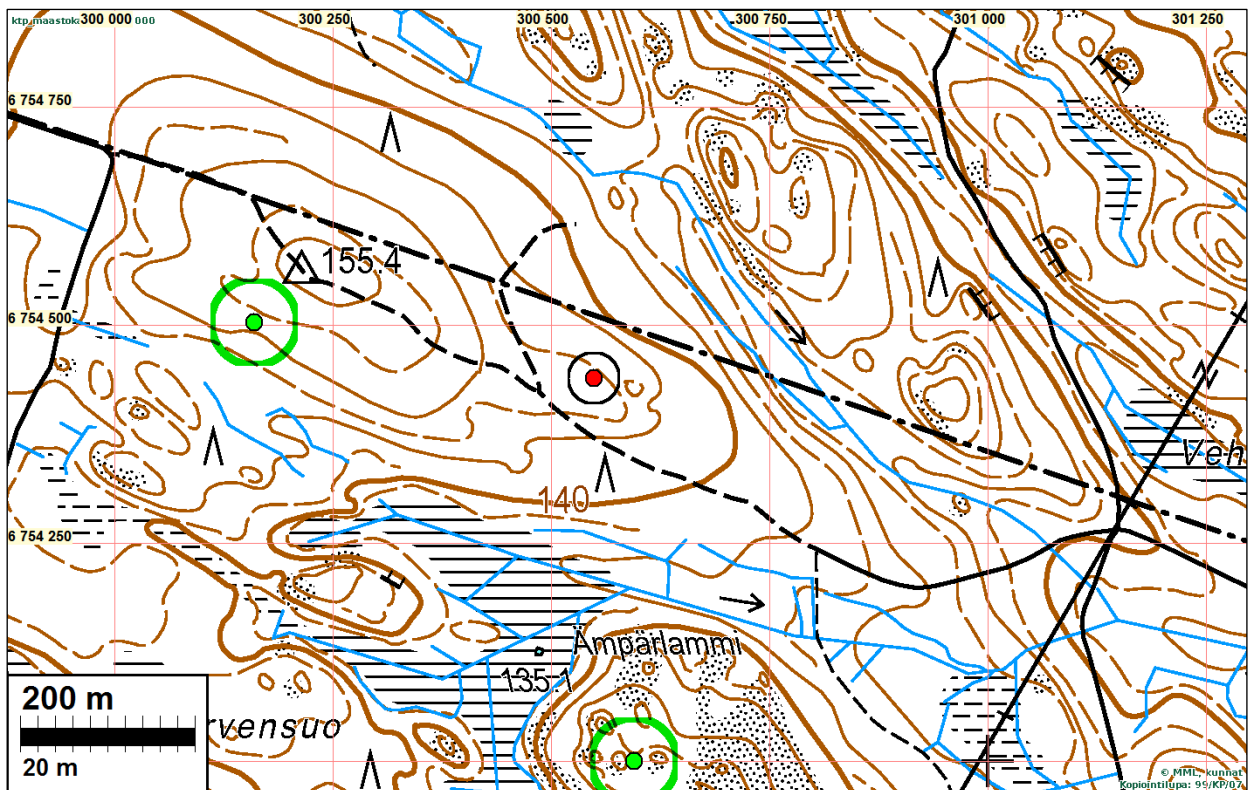 ktp maastok 000
300 000
300 250
300 500
300 750
301 000
301 250
6 754 750
155.4
6 754 500
Veh
140
6 754 250
Ämpärlammi
135.1
200 m
20 m
rvensuo
© MML, kunnat
Kopiointilupa: 99/KP/07